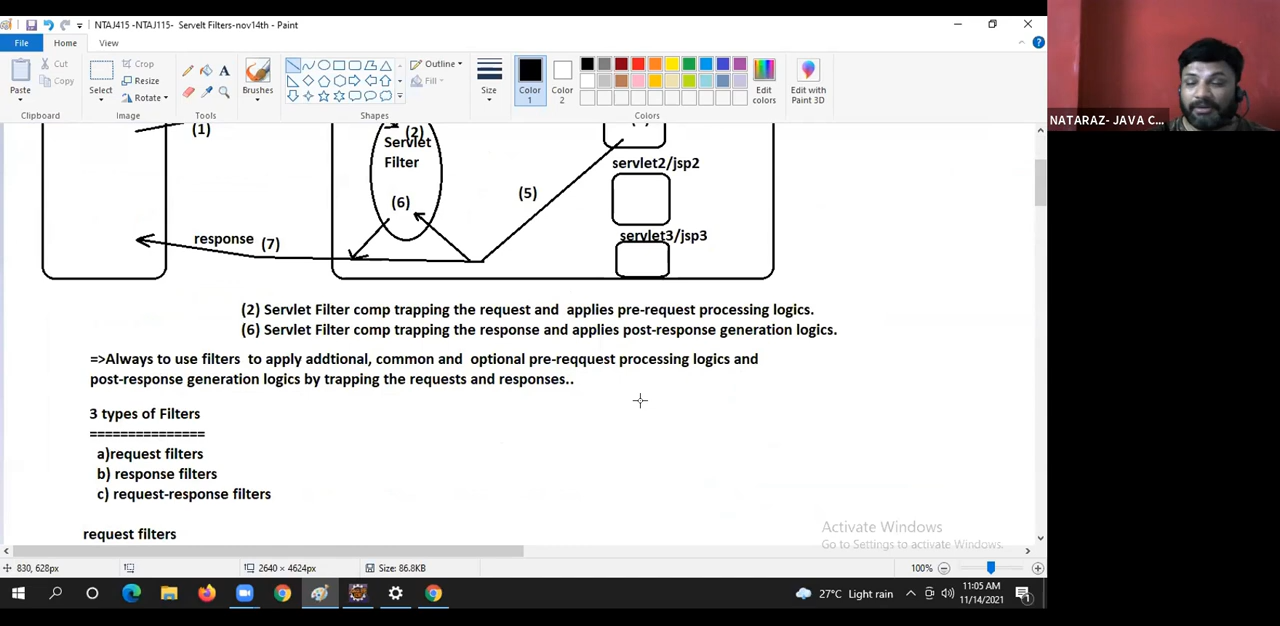 NTAJ415 -NTAJ115- Servelt Filters-nov14th - Paint
File Home View
Cut
Copy
Paste
Clipboard
Crop
Resize
Rotate
Select
Image
A
Tools
Brushes
Outline
Fill
Shapes
Size
Color 1
Color 2
Edit colors
Colors
Edit with Paint 3D
NATARAZ- JAVA C...
(1)
(2)
Servlet
Filter
servlet2/jsp2
(5)
(6)
response (7)
servlet3/jsp3
(2) Servlet Filter comp trapping the request and applies pre-request processing logics.
(6) Servlet Filter comp trapping the response and applies post-response generation logics.
=>Always to use filters to apply addtional, common and optional pre-reqquest processing logics and
post-response generation logics by trapping the requests and responses..
3 types of Filters
===============
a)request filters
b) response filters
c) request-response filters
request filters
Activate Windows
Go to Settings to activate Windows.
830, 628px
2640 × 4624px
Size: 86.8KB
100%
27°C Light rain
11:05 AM
11/14/2021
1